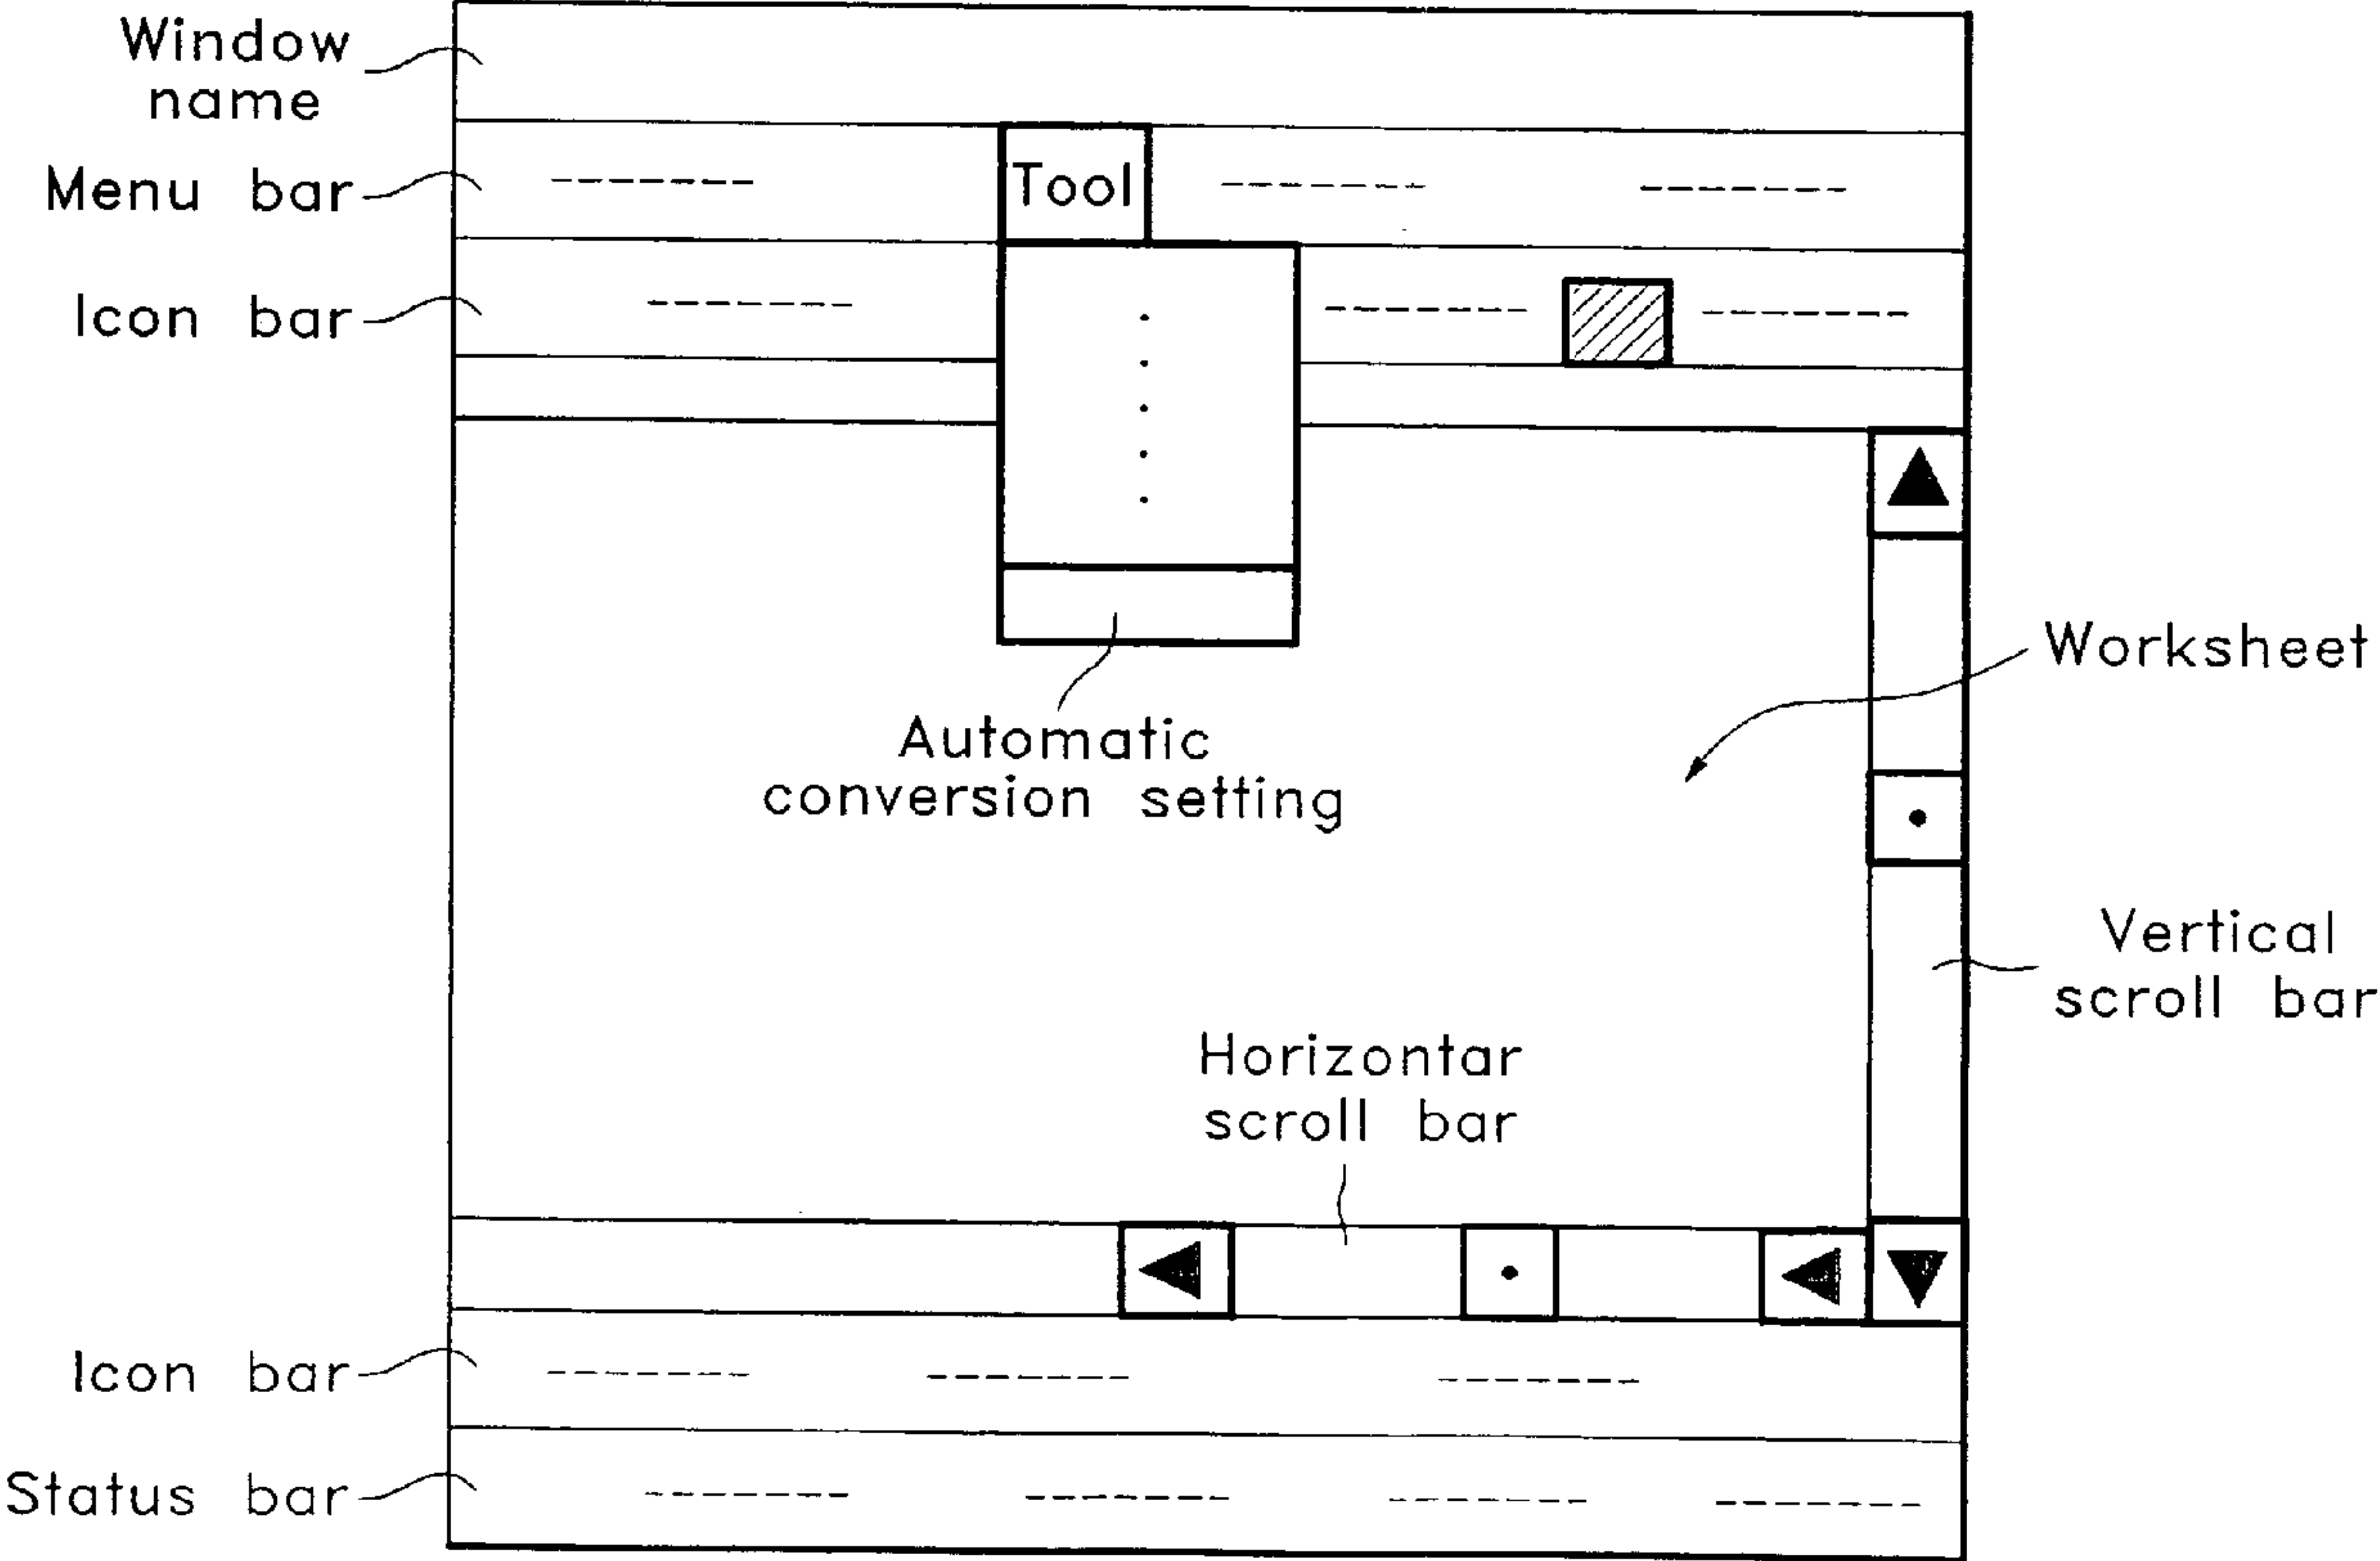 Window
name
Menu bar
Tool
Icon bar
Worksheet
Automatic
conversion setting
Vertical
scroll bar
Horizontar
scroll bar
Icon bar
Status bar